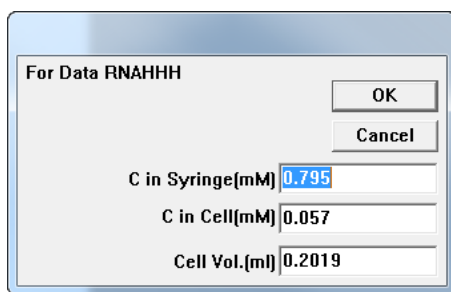 For Data RNAHHH
OK
Cancel
C in Syringe(mM) 0.795
C in Cell(mM) 0.057
Cell Vol.(ml) 0.2019